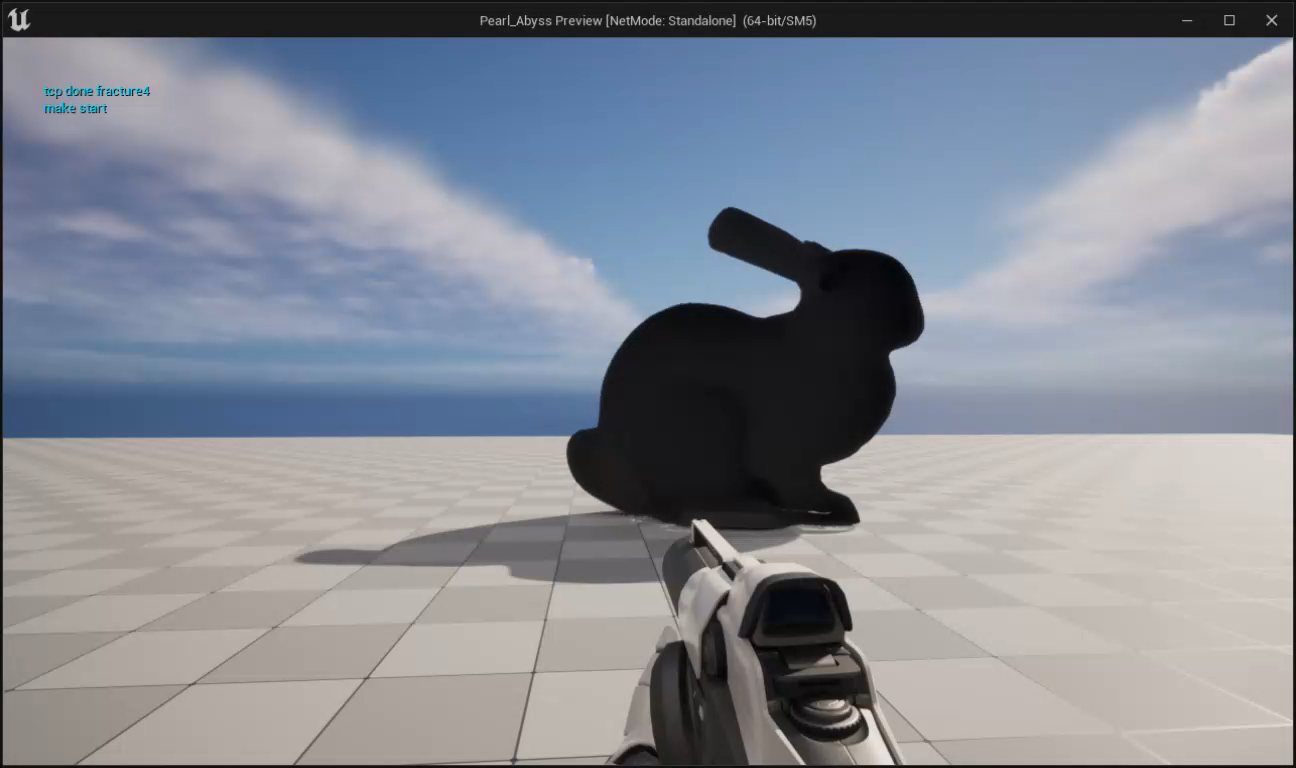 Pearl_Abyss Preview [NetMode: Standalone] (64-bit/SM5)
tcp done fracture4
make start